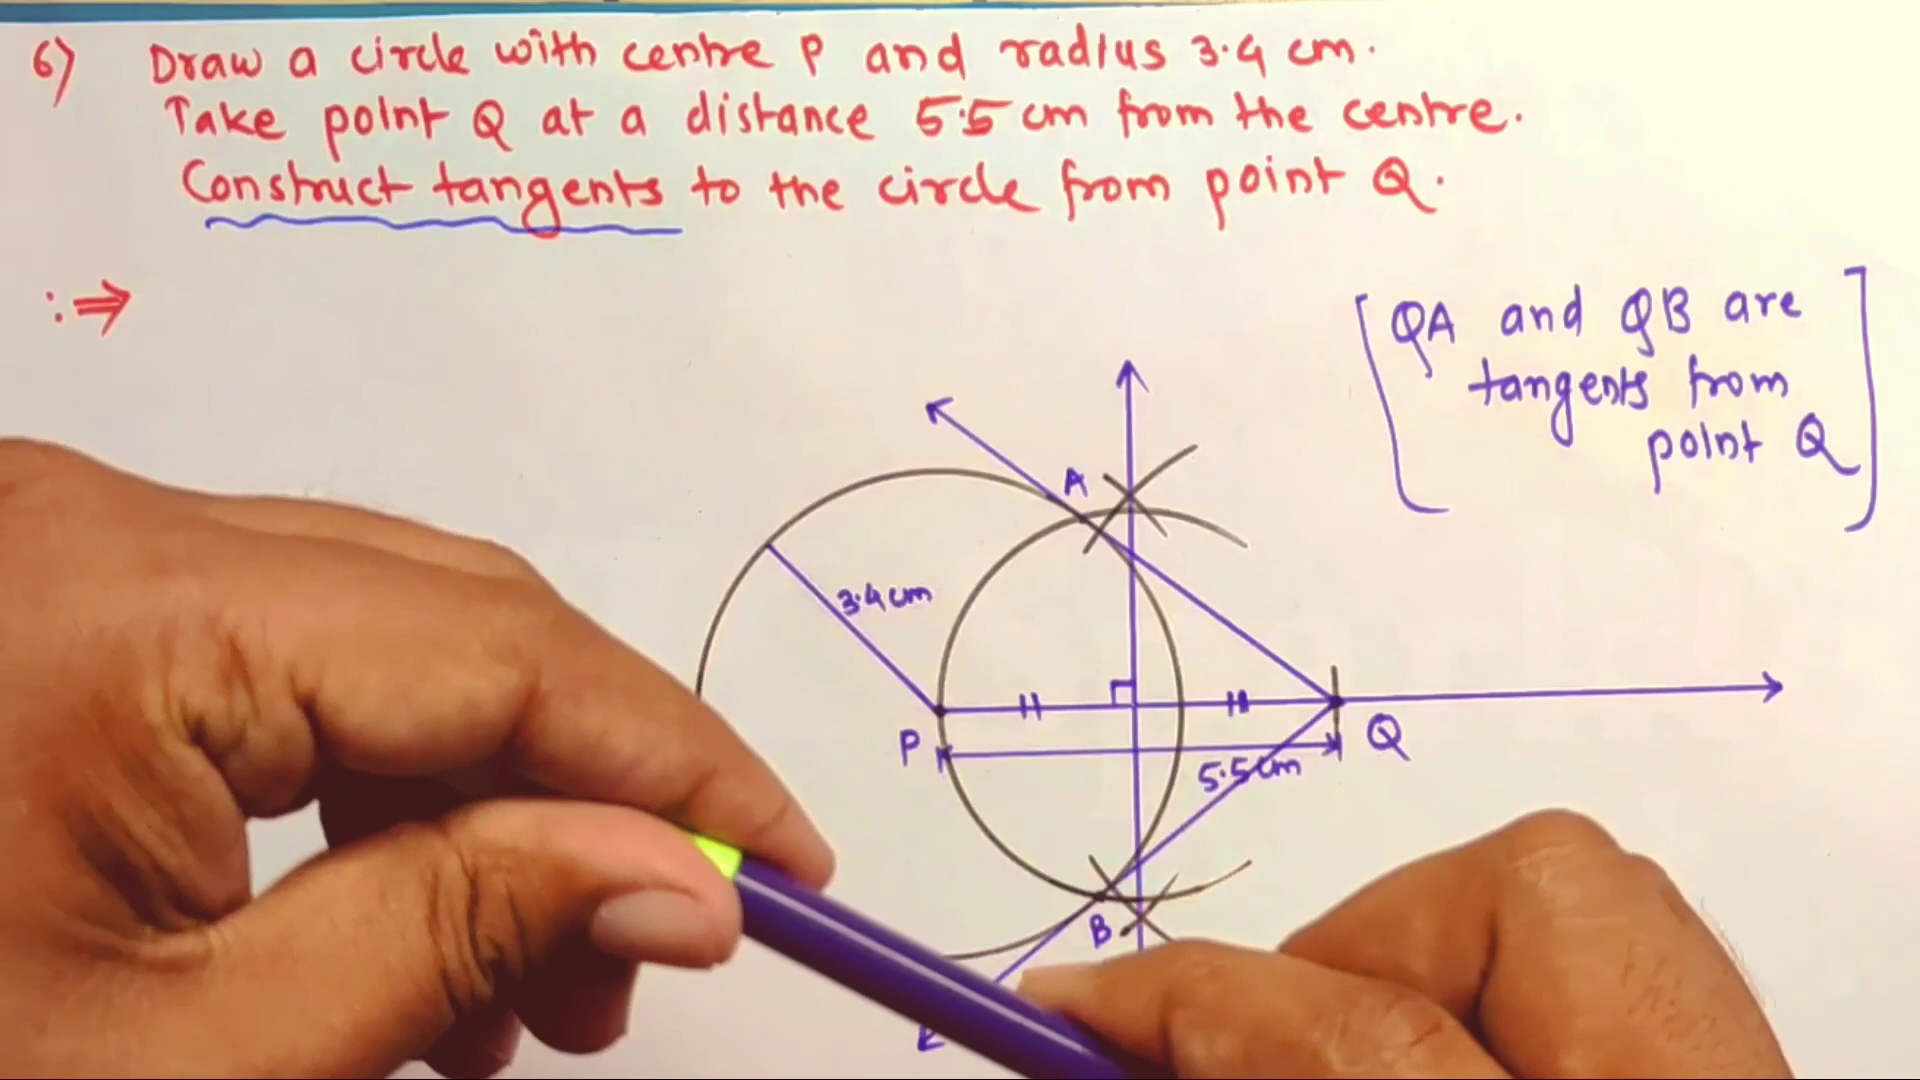 6) Draw a circle with centre P and radius 3.4 cm.
Take point Q at a distance 5.5 cm from the centre.
Construct tangents to the circle from point Q.
:⇒
[QA and QB are
tangents from
point Q]
A
3.4 cm
P
Q
5.5 cm
B